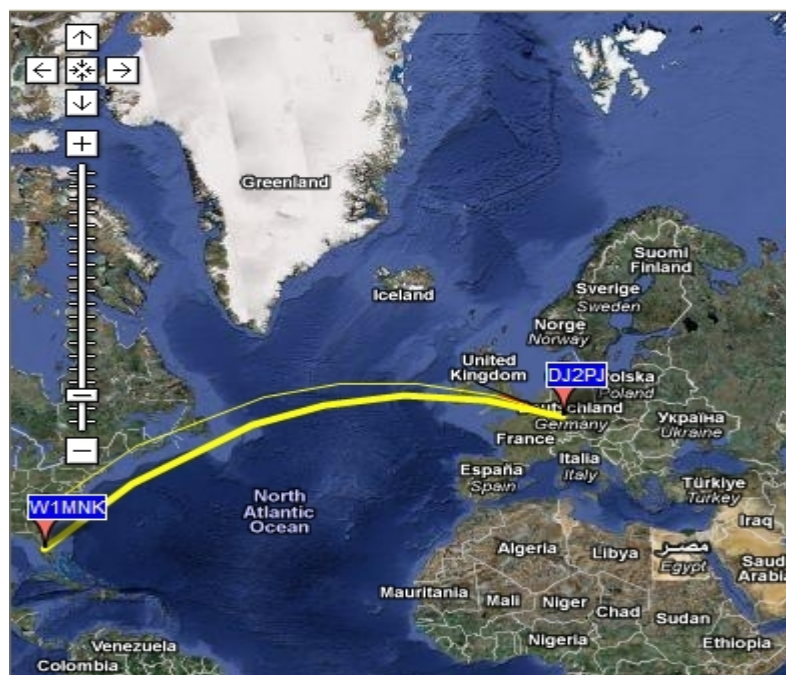 Greenland
Iceland
Suomi
Finland
Sverige
Sweden
Norge
Norway
United
Kingdom
DJ2PJ
Polska
Poland
Deutschland
Germany
Україна
Ukraine
France
Italia
Italy
España
Spain
Türkiye
Turkey
W1MNK
North
Atlantic
Ocean
Iraq
Algeria
Libya
مصر
Egypt
Saudi
Arabia
Mauritania
Mali
Niger
Chad
Sudan
Nigeria
Ethiopia
Venezuela
Colombia